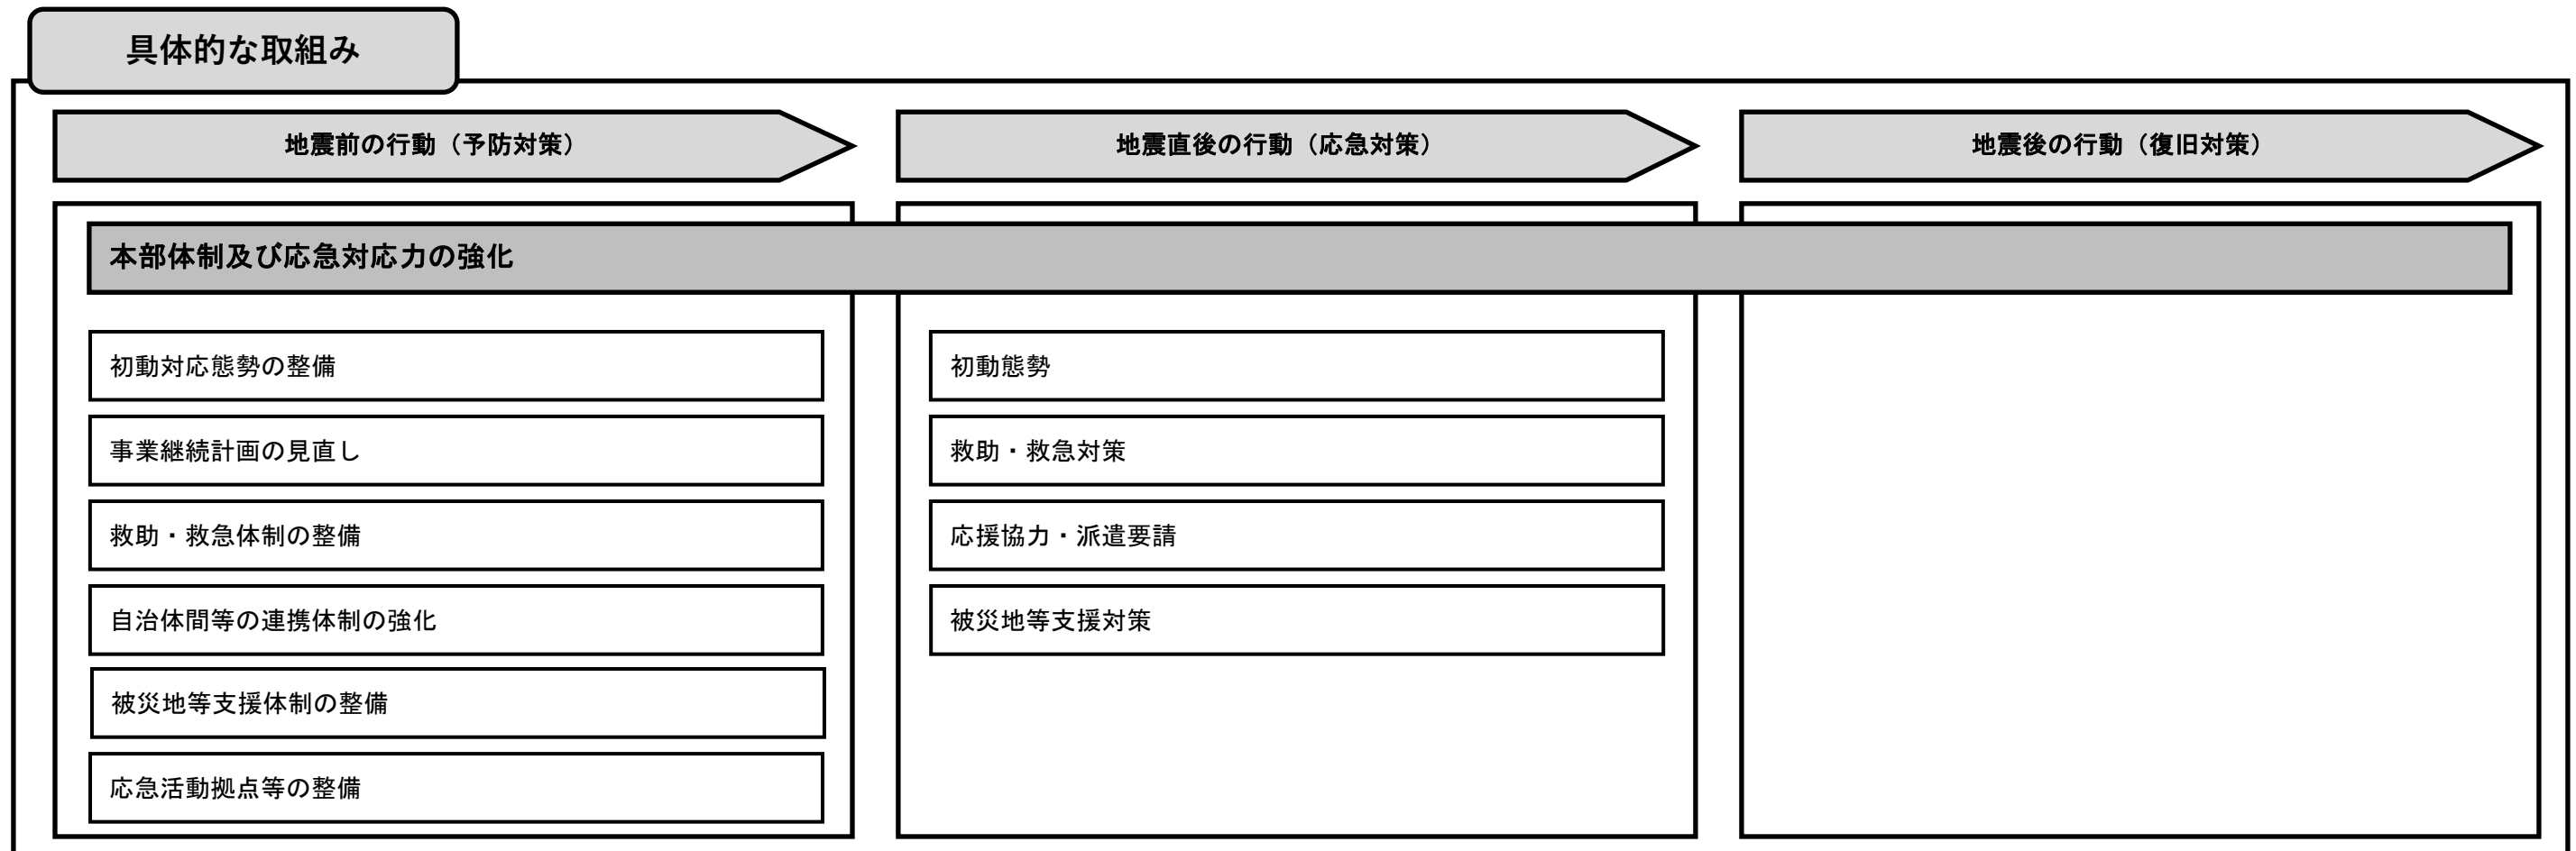 具体的な取組み
地震前の行動（予防対策）
地震直後の行動（応急対策）
地震後の行動（復旧対策）
本部体制及び応急対応力の強化
初動対応態勢の整備
事業継続計画の見直し
救助・救急体制の整備
自治体間等の連携体制の強化
被災地等支援体制の整備
応急活動拠点等の整備
初動態勢
救助・救急対策
応援協力・派遣要請
被災地等支援対策